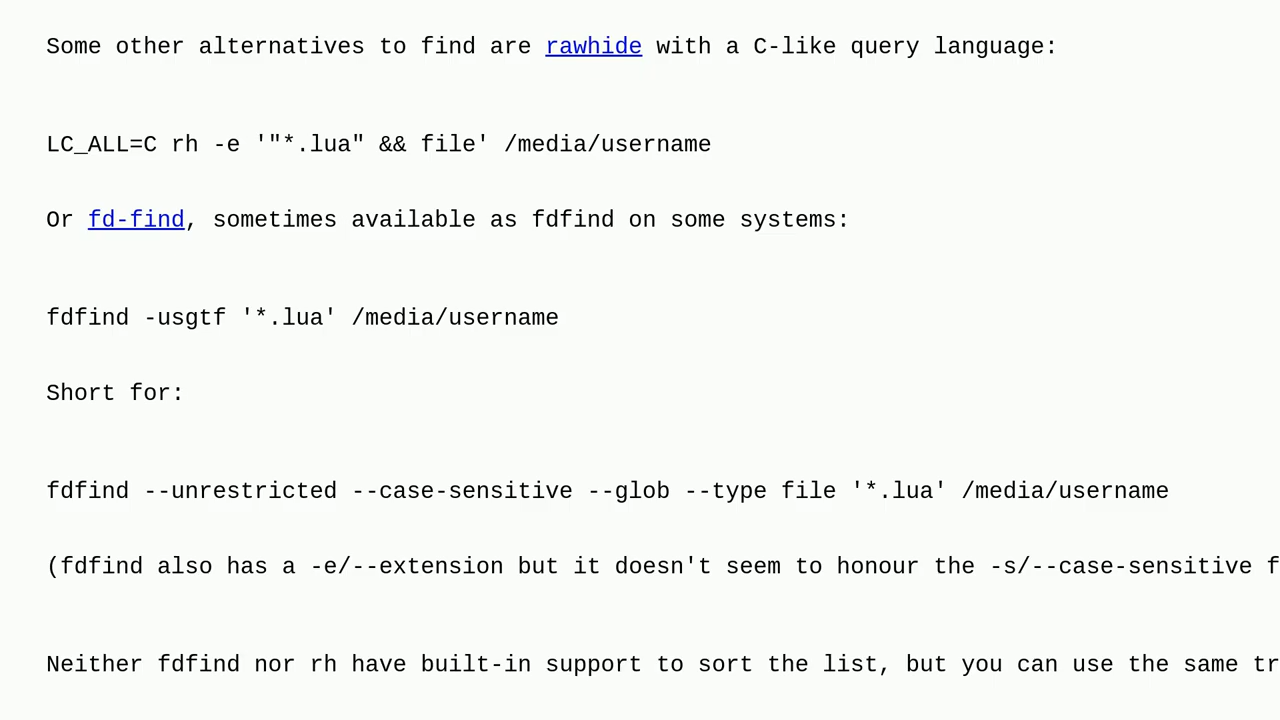 Some other alternatives to find are rawhide with a C-like query language:
LC_ALL=C rh -e '"*.lua" && file' /media/username
Or fd-find, sometimes available as fdfind on some systems:
fdfind -usgtf '*.lua' /media/username
Short for:
fdfind --unrestricted --case-sensitive --glob --type file '*.lua' /media/username
(fdfind also has a -e/--extension but it doesn't seem to honour the -s/--case-sensitive
Neither fdfind nor rh have built-in support to sort the list, but you can use the same